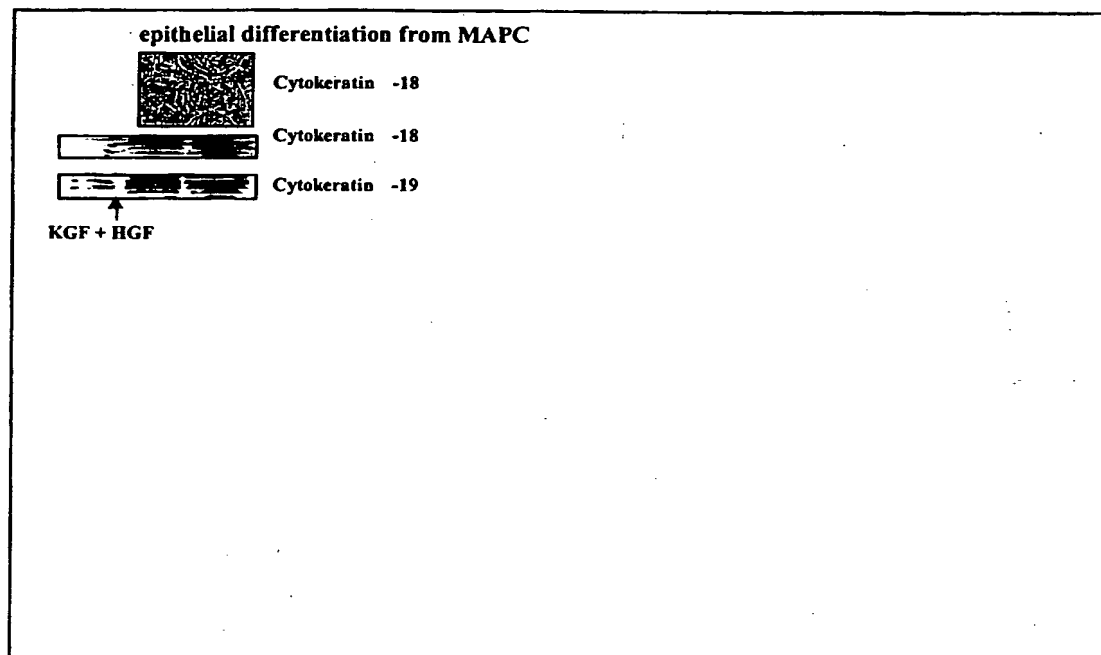 epithelial differentiation from MAPC
Cytokeratin -18
Cytokeratin -18
Cytokeratin -19
KGF + HGF